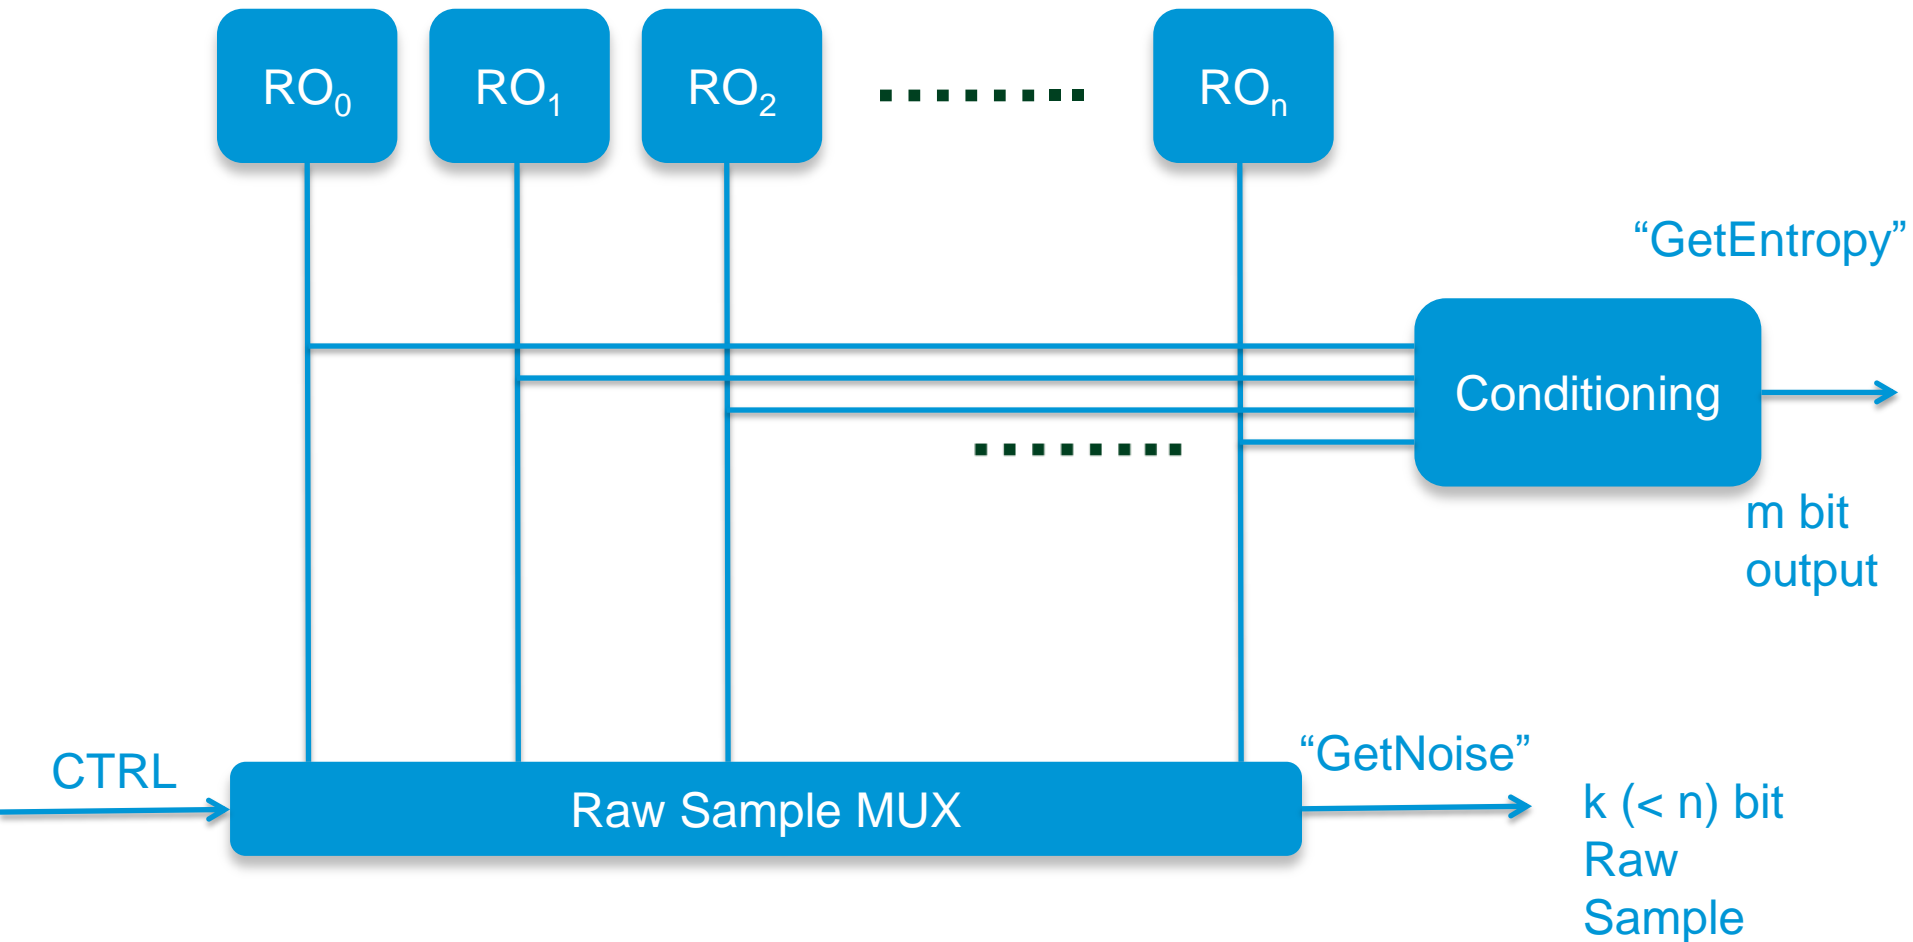 RO0
RO1
RO2
ROn
“GetEntropy”
Conditioning
m bit
output
CTRL
Raw Sample MUX
“GetNoise”
k (< n) bit
Raw
Sample